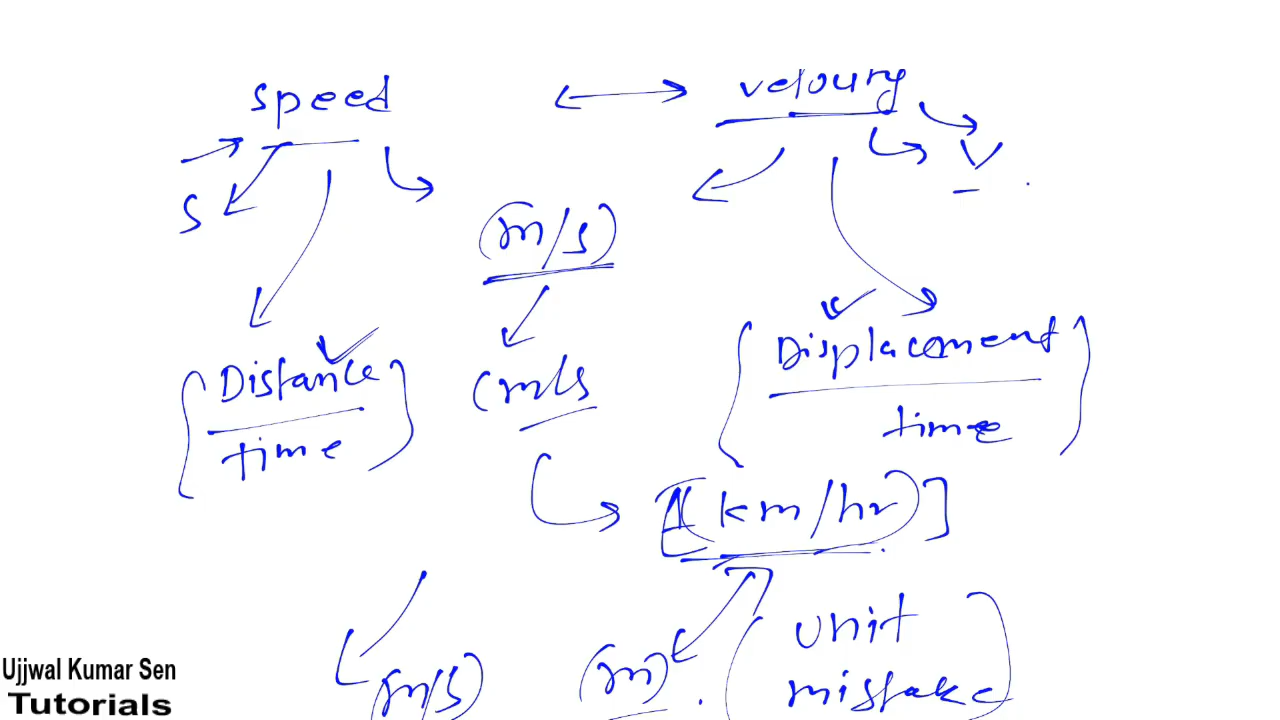 speed velocity
S V
(m/s)
Distance
time
cm/s
Displacement
time
[(km/hr)]
unit
mistake
(m/s) (m)
Ujjwal Kumar Sen
Tutorials